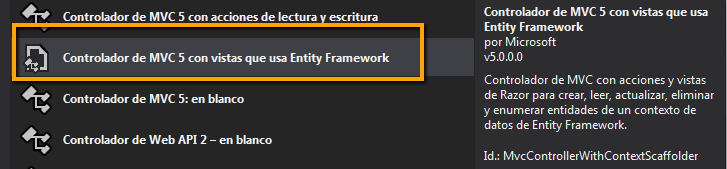 Controlador de MVC 5 con acciones de lectura y escritura
Controlador de MVC 5 con vistas que usa Entity Framework
Controlador de MVC 5: en blanco
Controlador de Web API 2 – en blanco
Controlador de MVC 5 con vistas que usa
Entity Framework
por Microsoft
v5.0.0.0
Controlador de MVC con acciones y vistas
de Razor para crear, leer, actualizar, eliminar
y enumerar entidades de un contexto de
datos de Entity Framework.
Id.: MvcControllerWithContextScaffolder